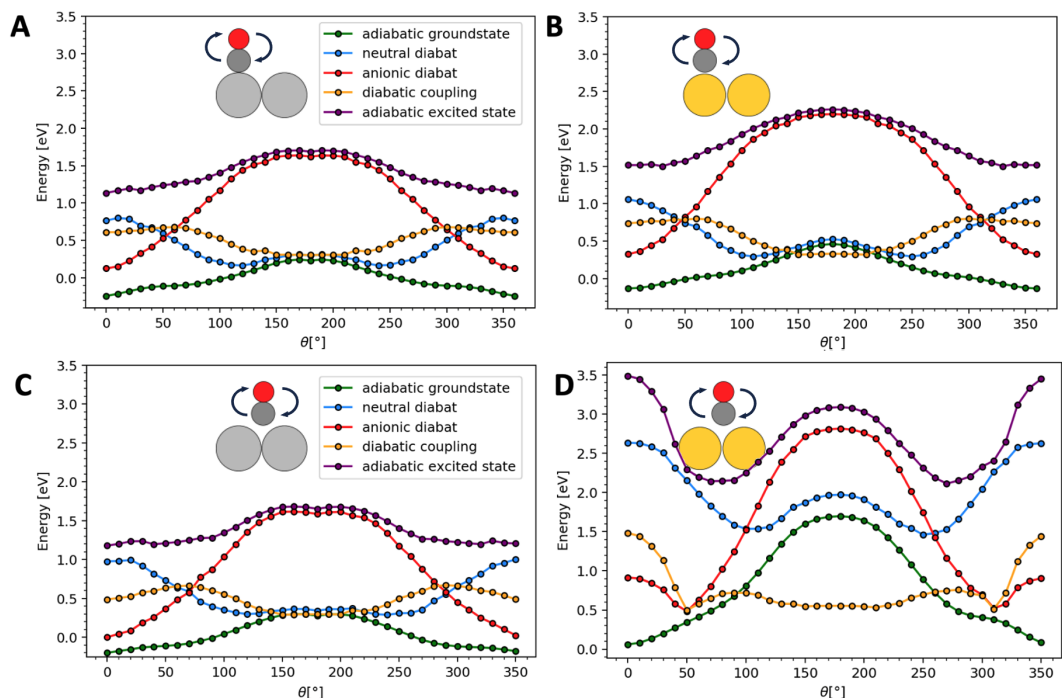 A
3.5
3.0
2.5
2.0
1.5
1.0
0.5
0.0
Energy [eV]
0
50
100
150
200
250
300
350
θ[°]
adiabatic groundstate
neutral diabat
anionic diabat
diabatic coupling
adiabatic excited state
B
3.5
3.0
2.5
2.0
1.5
1.0
0.5
0.0
Energy [eV]
0
50
100
150
200
250
300
350
θ[°]
C
3.5
3.0
2.5
2.0
1.5
1.0
0.5
0.0
Energy [eV]
0
50
100
150
200
250
300
350
θ[°]
adiabatic groundstate
neutral diabat
anionic diabat
diabatic coupling
adiabatic excited state
D
3.5
3.0
2.5
2.0
1.5
1.0
0.5
0.0
Energy [eV]
0
50
100
150
200
250
300
350
θ[°]